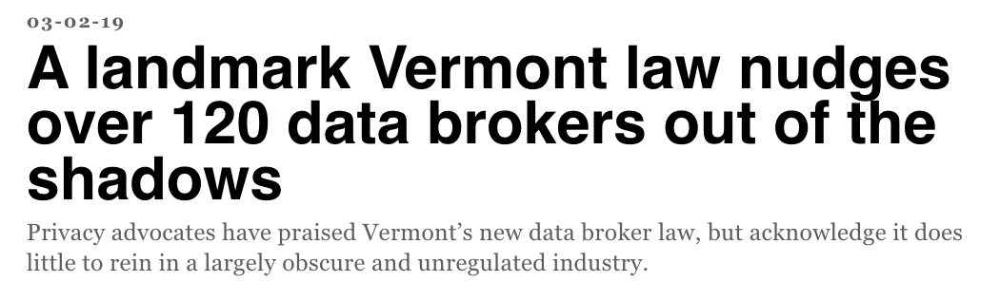 03-02-19
A landmark Vermont law nudges
over 120 data brokers out of the
shadows
Privacy advocates have praised Vermont’s new data broker law, but acknowledge it does
little to rein in a largely obscure and unregulated industry.